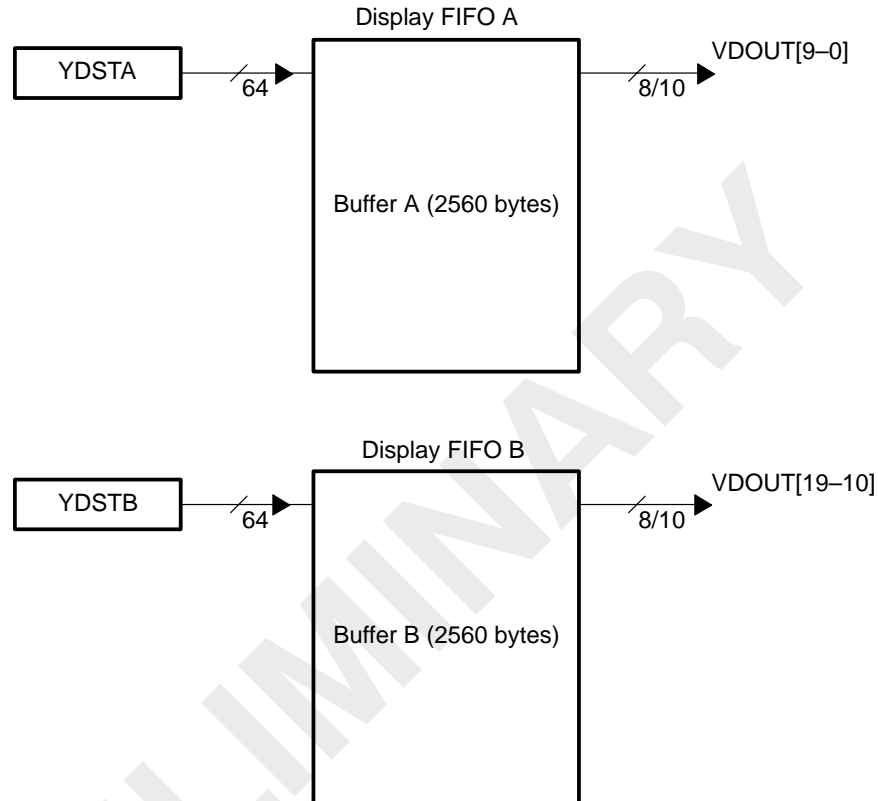 Display FIFO A
YDSTA
64
8/10
VDOUT[9–0]
Buffer A (2560 bytes)
Display FIFO B
YDSTB
64
8/10
VDOUT[19–10]
Buffer B (2560 bytes)
LIMINARY